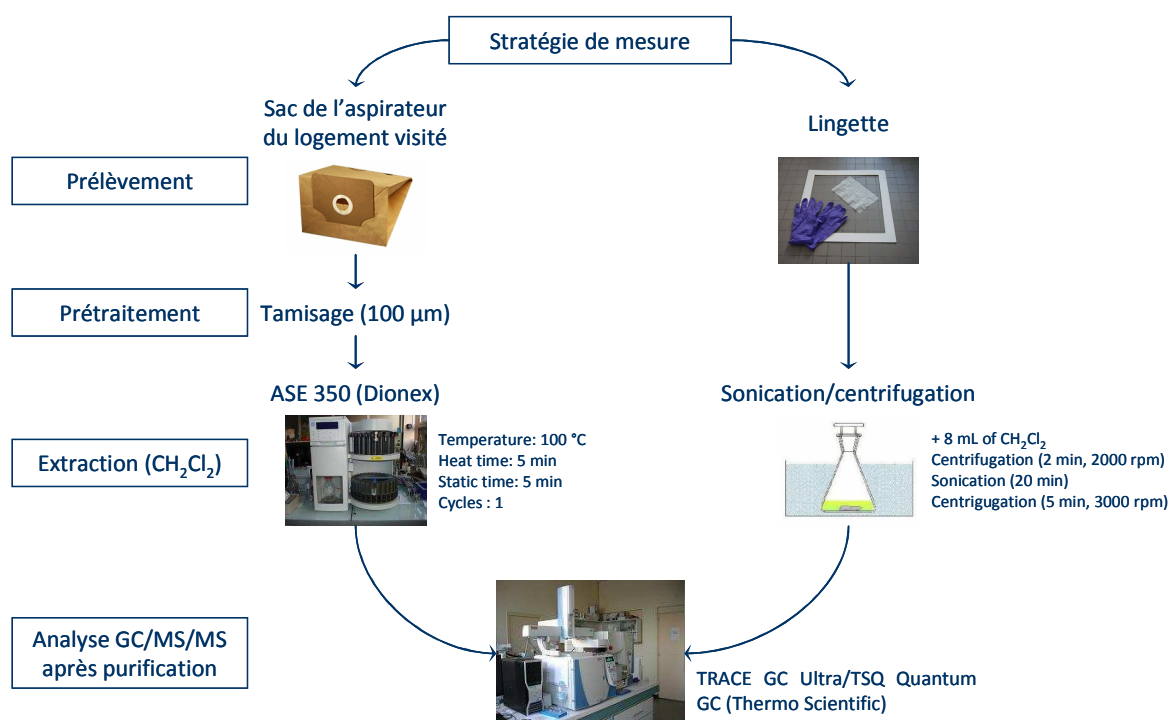 Stratégie de mesure
Sac de l’aspirateur
du logement visité
Lingette
Prélèvement
Prétraitement
Tamisage (100 µm)
ASE 350 (Dionex)
Sonication/centrifugation
Extraction (CH₂Cl₂)
Temperature: 100 °C
Heat time: 5 min
Static time: 5 min
Cycles : 1
+ 8 mL of CH₂Cl₂
Centrifugation (2 min, 2000 rpm)
Sonication (20 min)
Centrigugation (5 min, 3000 rpm)
Analyse GC/MS/MS
après purification
TRACE GC Ultra/TSQ Quantum
GC (Thermo Scientific)